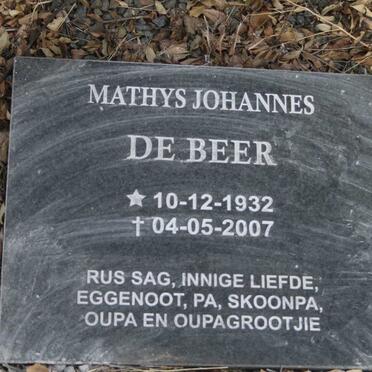 MATHYS JOHANNES
DE BEER
★ 10-12-1932
✝ 04-05-2007
RUS SAG, INNIGE LIEFDE,
EGGENOOT, PA, SKOONPA,
OUPA EN OUPAGROOTJIE